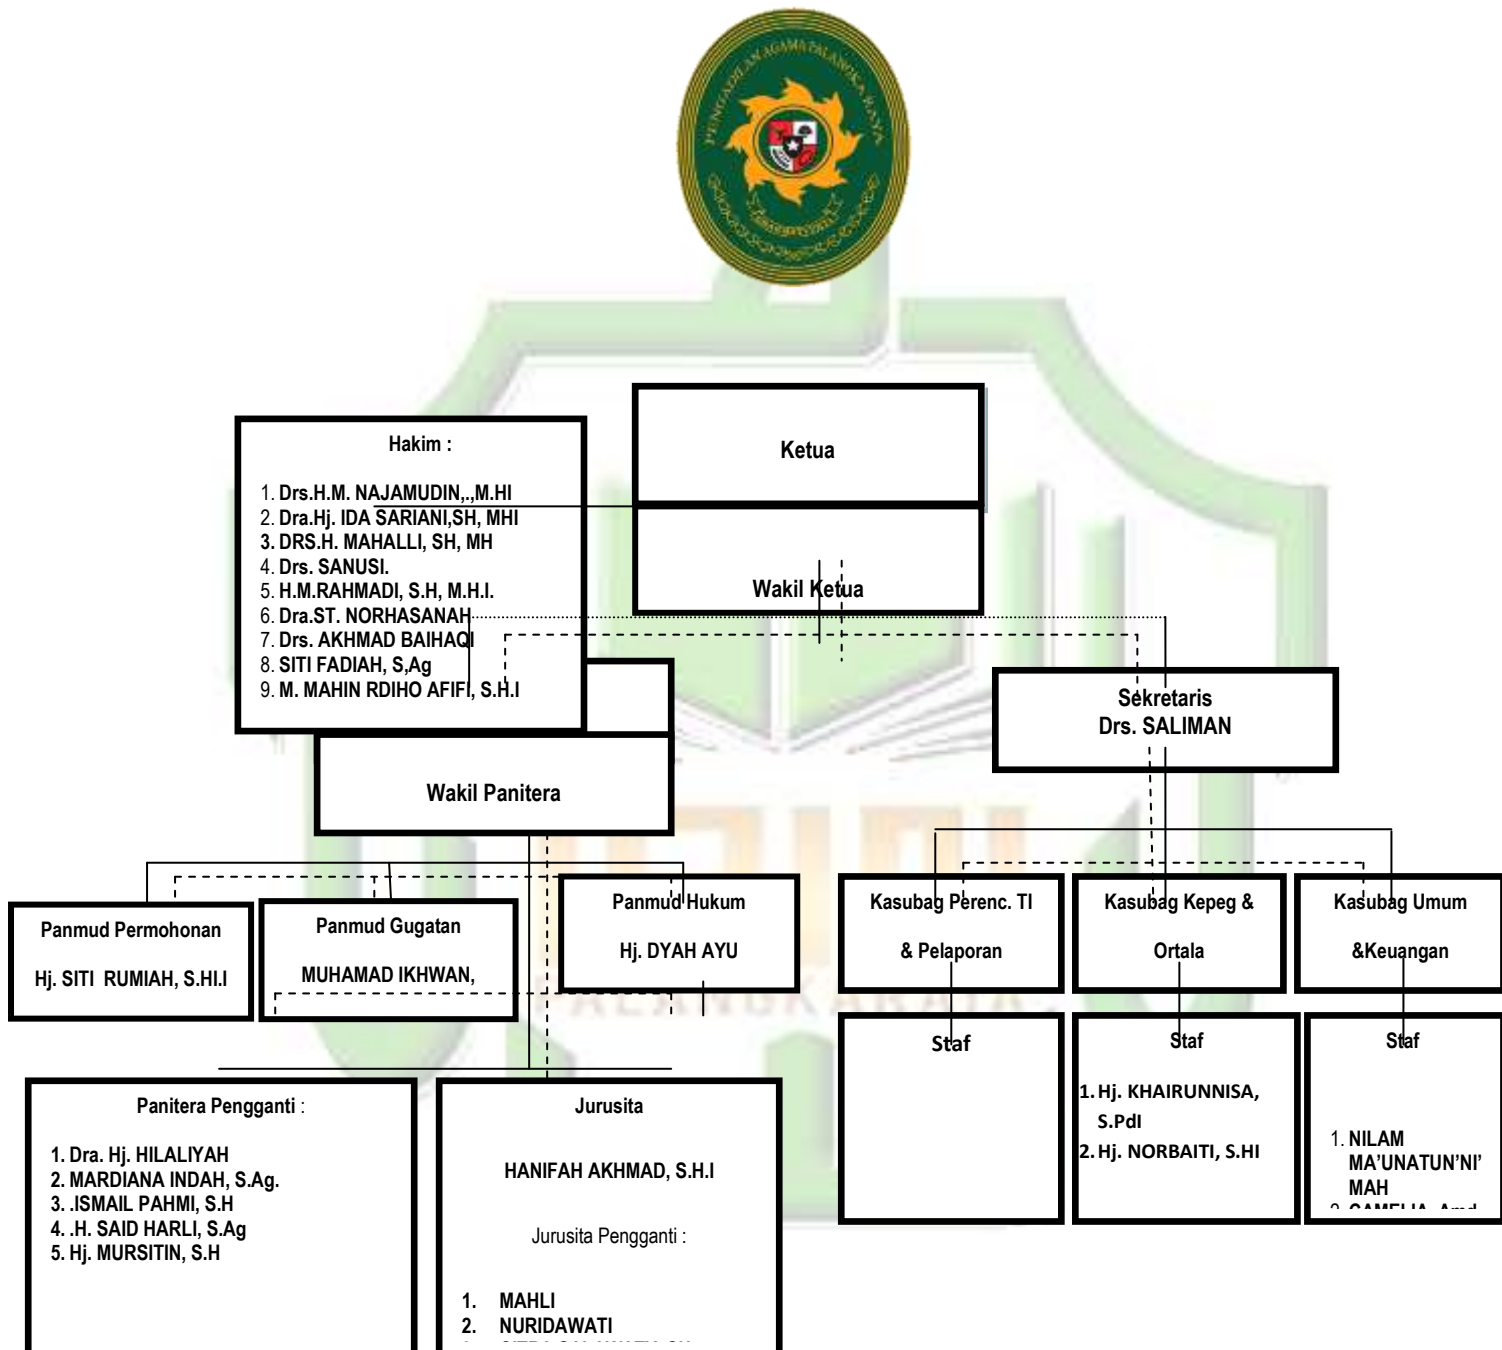 PENGADILAN AGAMA PALANGKA RAYA
Ketua
Hakim :
1. Drs.H.M. NAJAMUDIN,.,M.HI
2. Dra.Hj. IDA SARIANI,SH, MHI
3. DRS.H. MAHALLI, SH, MH
4. Drs. SANUSI.
5. H.M.RAHMADI, S.H, M.H.I.
6. Dra.ST. NORHASANAH
7. Drs. AKHMAD BAIHAQI
8. SITI FADIAH, S,Ag
9. M. MAHIN RDIHO AFIFI, S.H.I
Wakil Ketua
Sekretaris
Drs. SALIMAN
Wakil Panitera
Panmud Permohonan
Hj. SITI RUMIAH, S.HI.I
Panmud Gugatan
MUHAMAD IKHWAN,
Panmud Hukum
Hj. DYAH AYU
Kasubag Perenc. TI
& Pelaporan
Kasubag Kepeg &
Ortala
Kasubag Umum
&Keuangan
PALANGKARAYA
Staf
Staf
1. Hj. KHAIRUNNISA,
S.PdI
2. Hj. NORBAITI, S.HI
Staf
1. NILAM
MA'UNATUN'NI'
MAH
Panitera Pengganti :
1. Dra. Hj. HILALIYAH
2. MARDIANA INDAH, S.Ag.
3. .ISMAIL PAHMI, S.H
4. .H. SAID HARLI, S.Ag
5. Hj. MURSITIN, S.H
Jurusita
HANIFAH AKHMAD, S.H.I
Jurusita Pengganti :
1. MAHLI
2. NURIDAWATI